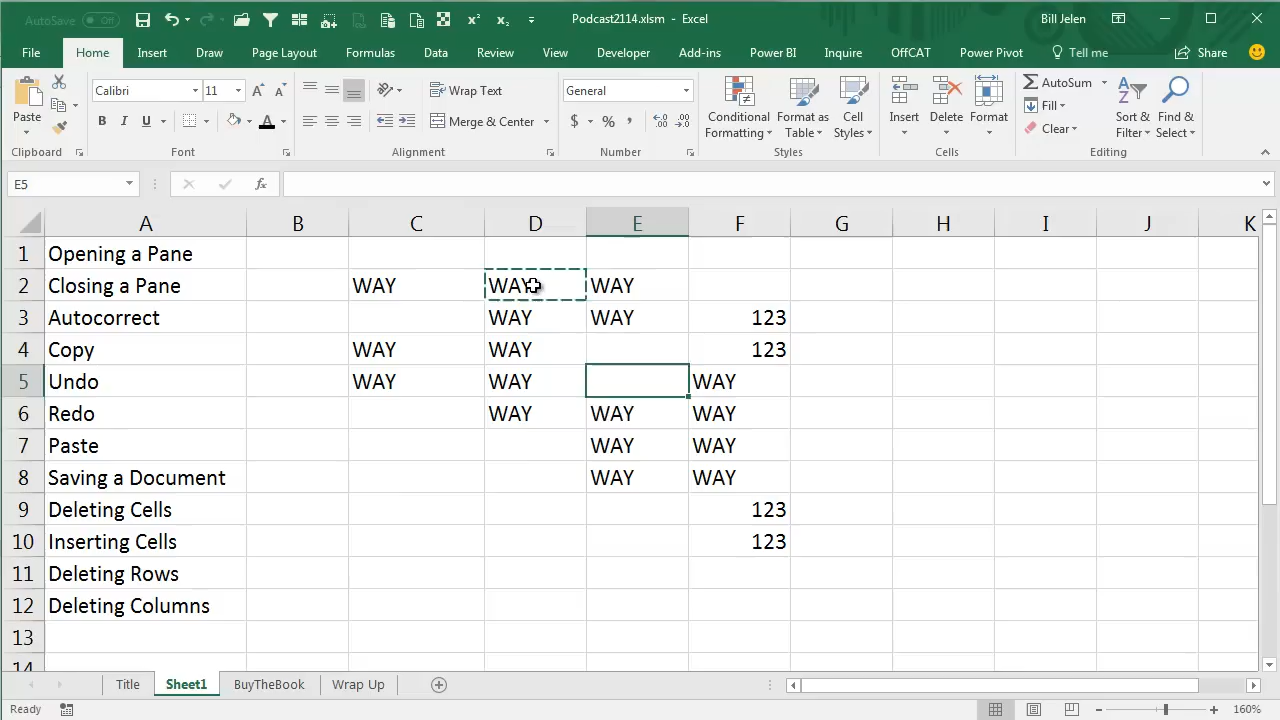 AutoSave Off Podcast2114.xlsm - Excel Bill Jelen
File Home Insert Draw Page Layout Formulas Data Review View Developer Add-ins Power BI Inquire OffCAT Power Pivot Tell me Share
Paste Calibri 11 Wrap Text General Conditional Formatting Format as Table Cell Styles Insert Delete Format AutoSum Fill Clear Sort & Filter Find & Select
B I U Merge & Center $ % ,
Clipboard Font Alignment Number Styles Cells Editing
E5 fx
A B C D E F G H I J K
1 Opening a Pane
2 Closing a Pane WAY WAY WAY
3 Autocorrect WAY WAY 123
4 Copy WAY WAY 123
5 Undo WAY WAY WAY
6 Redo WAY WAY WAY
7 Paste WAY WAY
8 Saving a Document WAY WAY
9 Deleting Cells 123
10 Inserting Cells 123
11 Deleting Rows
12 Deleting Columns
13
14
Title Sheet1 BuyTheBook Wrap Up
Ready 160%